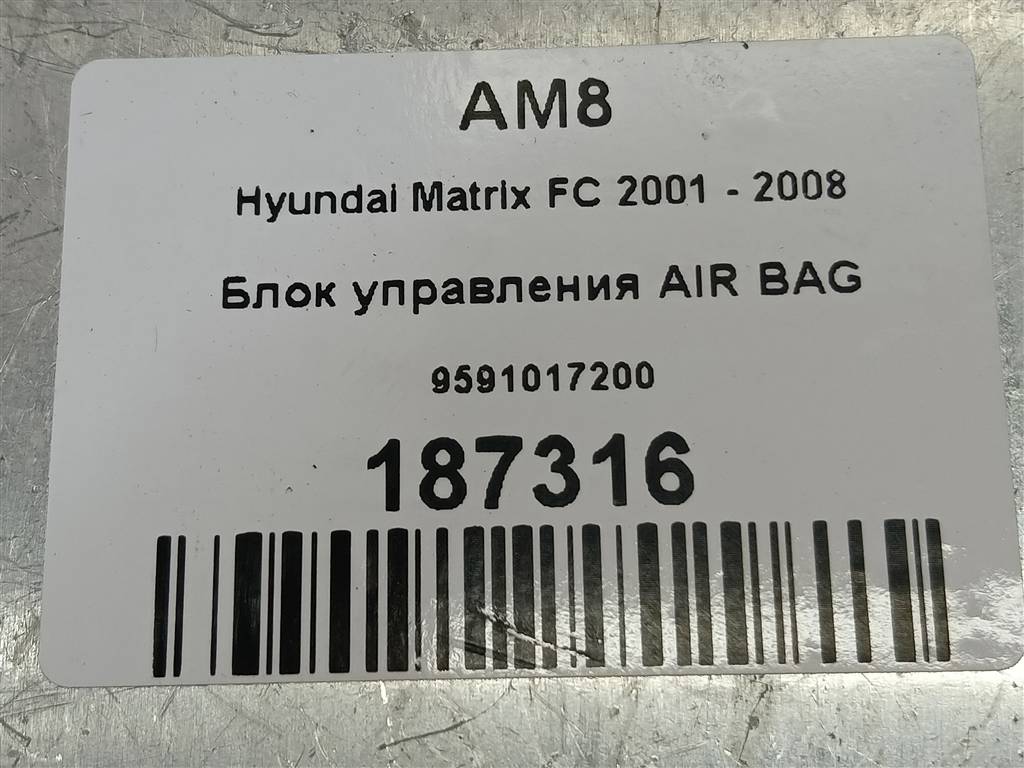 AM8
Hyundai Matrix FC 2001 - 2008
Блок управления AIR BAG
9591017200
187316